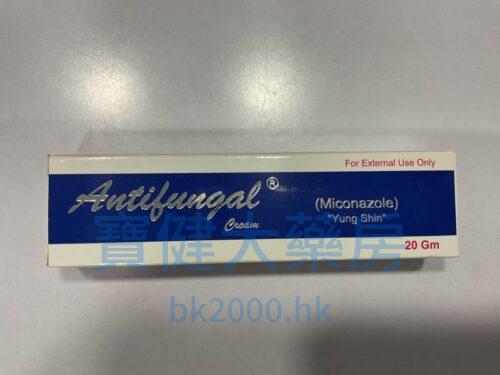 For External Use Only
Antifungal®
Cream
(Miconazole)
"Yung Shin"
20 Gm
寶健大藥房
bk2000.hk